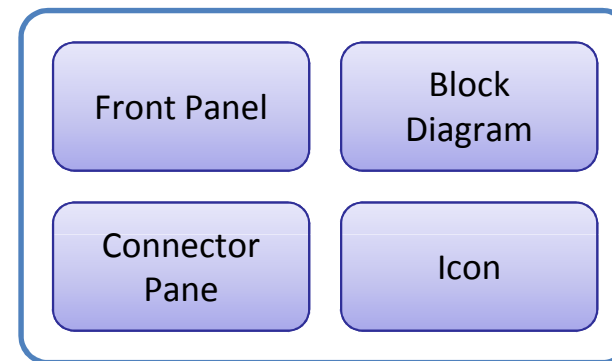 Front Panel
Block
Diagram
Connector
Pane
Icon